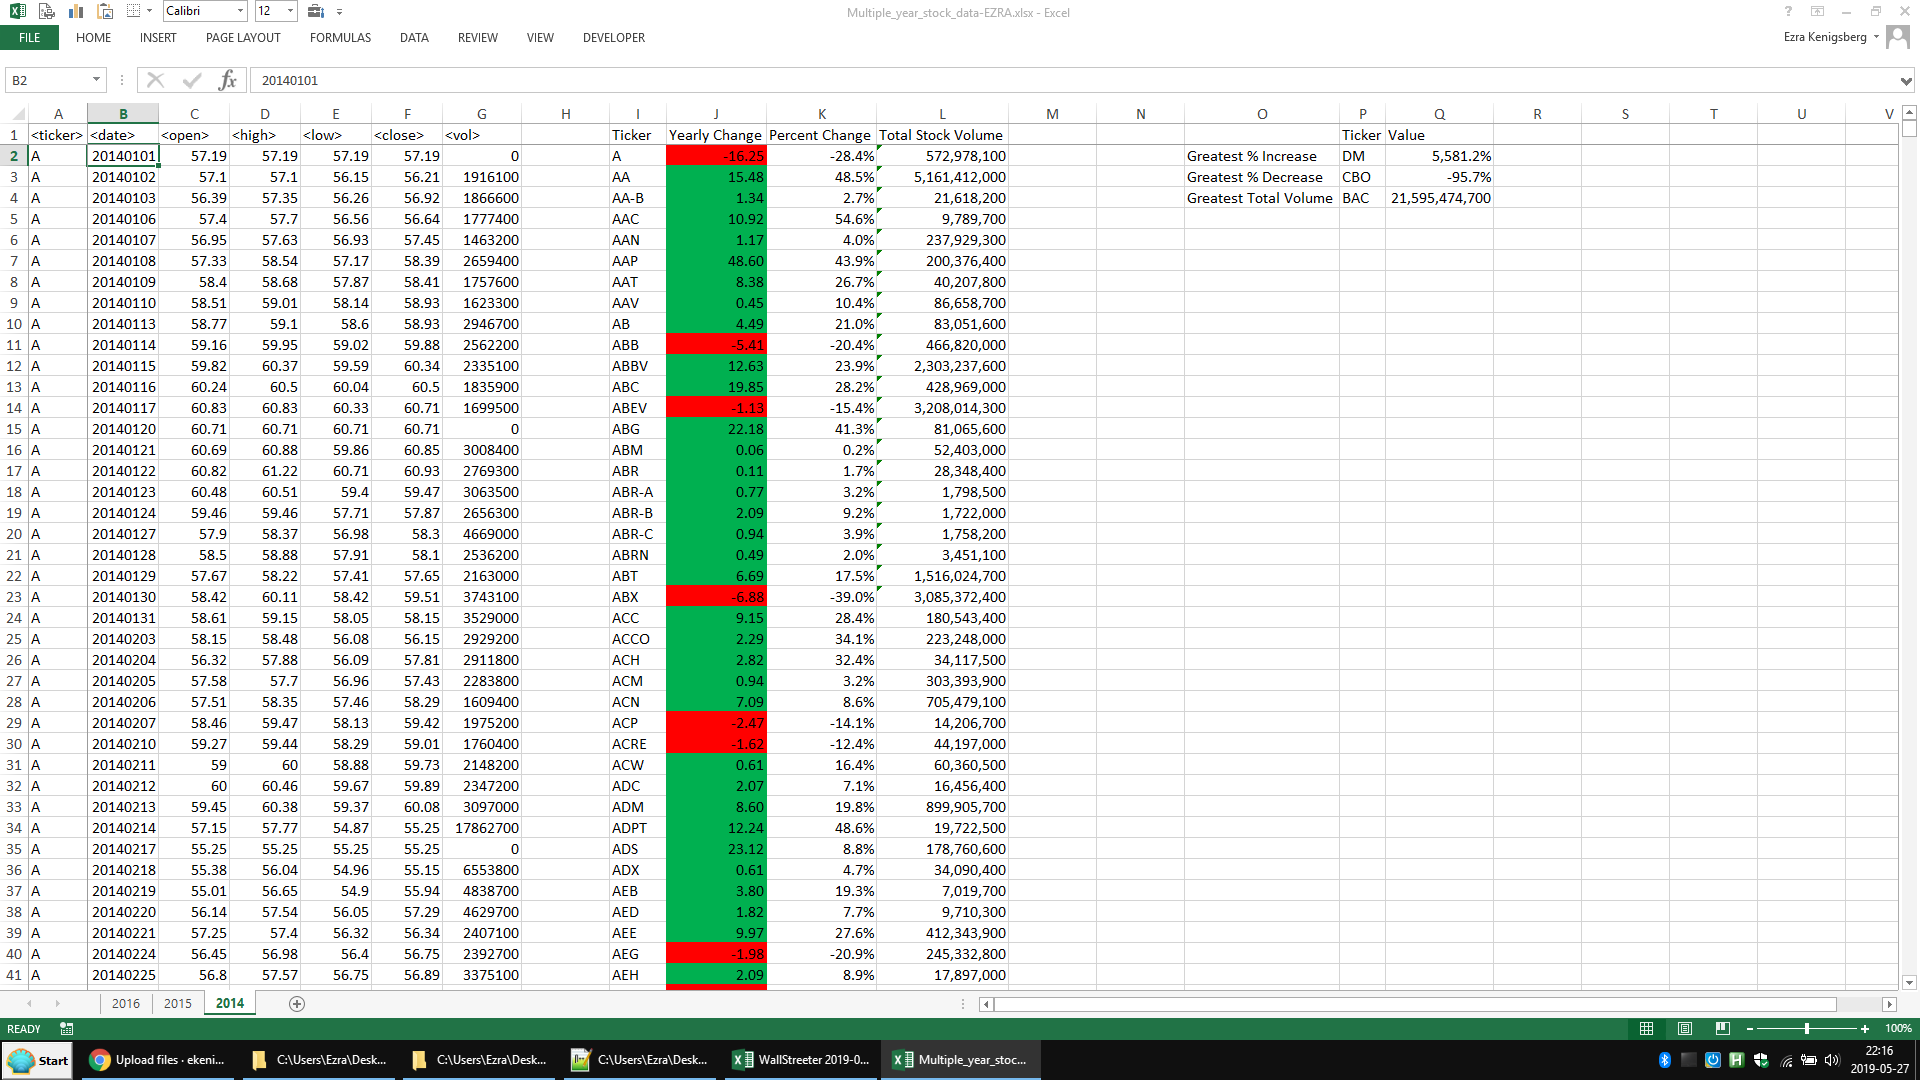 Calibri 12 Multiple_year_stock_data-EZRA.xlsx - Excel
FILE HOME INSERT PAGE LAYOUT FORMULAS DATA REVIEW VIEW DEVELOPER Ezra Kenigsberg
B2 fx 20140101
A B C D E F G H I J K L M N O P Q R S T U V
1 <ticker> <date> <open> <high> <low> <close> <vol> Ticker Yearly Change Percent Change Total Stock Volume Ticker Value
2 A 20140101 57.19 57.19 57.19 57.19 0 A -16.25 -28.4% 572,978,100 Greatest % Increase DM 5,581.2%
3 A 20140102 57.1 57.1 56.15 56.21 1916100 AA 15.48 48.5% 5,161,412,000 Greatest % Decrease CBO -95.7%
4 A 20140103 56.39 57.35 56.26 56.92 1866600 AA-B 1.34 2.7% 21,618,200 Greatest Total Volume BAC 21,595,474,700
5 A 20140106 57.4 57.7 56.56 56.64 1777400 AAC 10.92 54.6% 9,789,700
6 A 20140107 56.95 57.63 56.93 57.45 1463200 AAN 1.17 4.0% 237,929,300
7 A 20140108 57.33 58.54 57.17 58.39 2659400 AAP 48.60 43.9% 200,376,400
8 A 20140109 58.4 58.68 57.87 58.41 1757600 AAT 8.38 26.7% 40,207,800
9 A 20140110 58.51 59.01 58.14 58.93 1623300 AAV 0.45 10.4% 86,658,700
10 A 20140113 58.77 59.1 58.6 58.93 2946700 AB 4.49 21.0% 83,051,600
11 A 20140114 59.16 59.95 59.02 59.88 2562200 ABB -5.41 -20.4% 466,820,000
12 A 20140115 59.82 60.37 59.59 60.34 2335100 ABBV 12.63 23.9% 2,303,237,600
13 A 20140116 60.24 60.5 60.04 60.5 1835900 ABC 19.85 28.2% 428,969,000
14 A 20140117 60.83 60.83 60.33 60.71 1699500 ABEV -1.13 -15.4% 3,208,014,300
15 A 20140120 60.71 60.71 60.71 60.71 0 ABG 22.18 41.3% 81,065,600
16 A 20140121 60.69 60.88 59.86 60.85 3008400 ABM 0.06 0.2% 52,403,000
17 A 20140122 60.82 61.22 60.71 60.93 2769300 ABR 0.11 1.7% 28,348,400
18 A 20140123 60.48 60.51 59.4 59.47 3063500 ABR-A 0.77 3.2% 1,798,500
19 A 20140124 59.46 59.46 57.71 57.87 2656300 ABR-B 2.09 9.2% 1,722,000
20 A 20140127 57.9 58.37 56.98 58.3 4669000 ABR-C 0.94 3.9% 1,758,200
21 A 20140128 58.5 58.88 57.91 58.1 2536200 ABRN 0.49 2.0% 3,451,100
22 A 20140129 57.67 58.22 57.41 57.65 2163000 ABT 6.69 17.5% 1,516,024,700
23 A 20140130 58.42 60.11 58.42 59.51 3743100 ABX -6.88 -39.0% 3,085,372,400
24 A 20140131 58.61 59.15 58.05 58.15 3529000 ACC 9.15 28.4% 180,543,400
25 A 20140203 58.15 58.48 56.08 56.15 2929200 ACCO 2.29 34.1% 223,248,000
26 A 20140204 56.32 57.88 56.09 57.81 2911800 ACH 2.82 32.4% 34,117,500
27 A 20140205 57.58 57.7 56.96 57.43 2283800 ACM 0.94 3.2% 303,393,900
28 A 20140206 57.51 58.35 57.46 58.29 1609400 ACN 7.09 8.6% 705,479,100
29 A 20140207 58.46 59.47 58.13 59.42 1975200 ACP -2.47 -14.1% 14,206,700
30 A 20140210 59.27 59.44 58.29 59.01 1760400 ACRE -1.62 -12.4% 44,197,000
31 A 20140211 59 60 58.88 59.73 2148200 ACW 0.61 16.4% 60,360,500
32 A 20140212 60 60.46 59.67 59.89 2347200 ADC 2.07 7.1% 16,456,400
33 A 20140213 59.45 60.38 59.37 60.08 3097000 ADM 8.60 19.8% 899,905,700
34 A 20140214 57.15 57.77 54.87 55.25 17862700 ADPT 12.24 48.6% 19,722,500
35 A 20140217 55.25 55.25 55.25 55.25 0 ADS 23.12 8.8% 178,760,600
36 A 20140218 55.38 56.04 54.96 55.15 6553800 ADX 0.61 4.7% 34,090,400
37 A 20140219 55.01 56.65 54.9 55.94 4838700 AEB 3.80 19.3% 7,019,700
38 A 20140220 56.14 57.54 56.05 57.29 4629700 AED 1.82 7.7% 9,710,300
39 A 20140221 57.25 57.4 56.32 56.34 2407100 AEE 9.97 27.6% 412,343,900
40 A 20140224 56.45 56.98 56.4 56.75 2392700 AEG -1.98 -20.9% 245,332,800
41 A 20140225 56.8 57.57 56.75 56.89 3375100 AEH 2.09 8.9% 17,897,000
2016 2015 2014
READY 100%
Start Upload files · ekeni... C:\Users\Ezra\Desk... C:\Users\Ezra\Desk... C:\Users\Ezra\Desk... WallStreeter 2019-0... Multiple_year_stoc... 22:16
2019-05-27